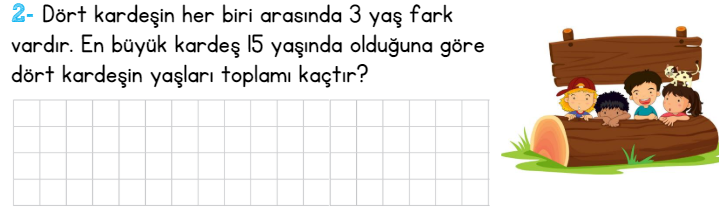 2- Dört kardeşin her biri arasında 3 yaş fark
vardır. En büyük kardeş 15 yaşında olduğuna göre
dört kardeşin yaşları toplamı kaçtır?